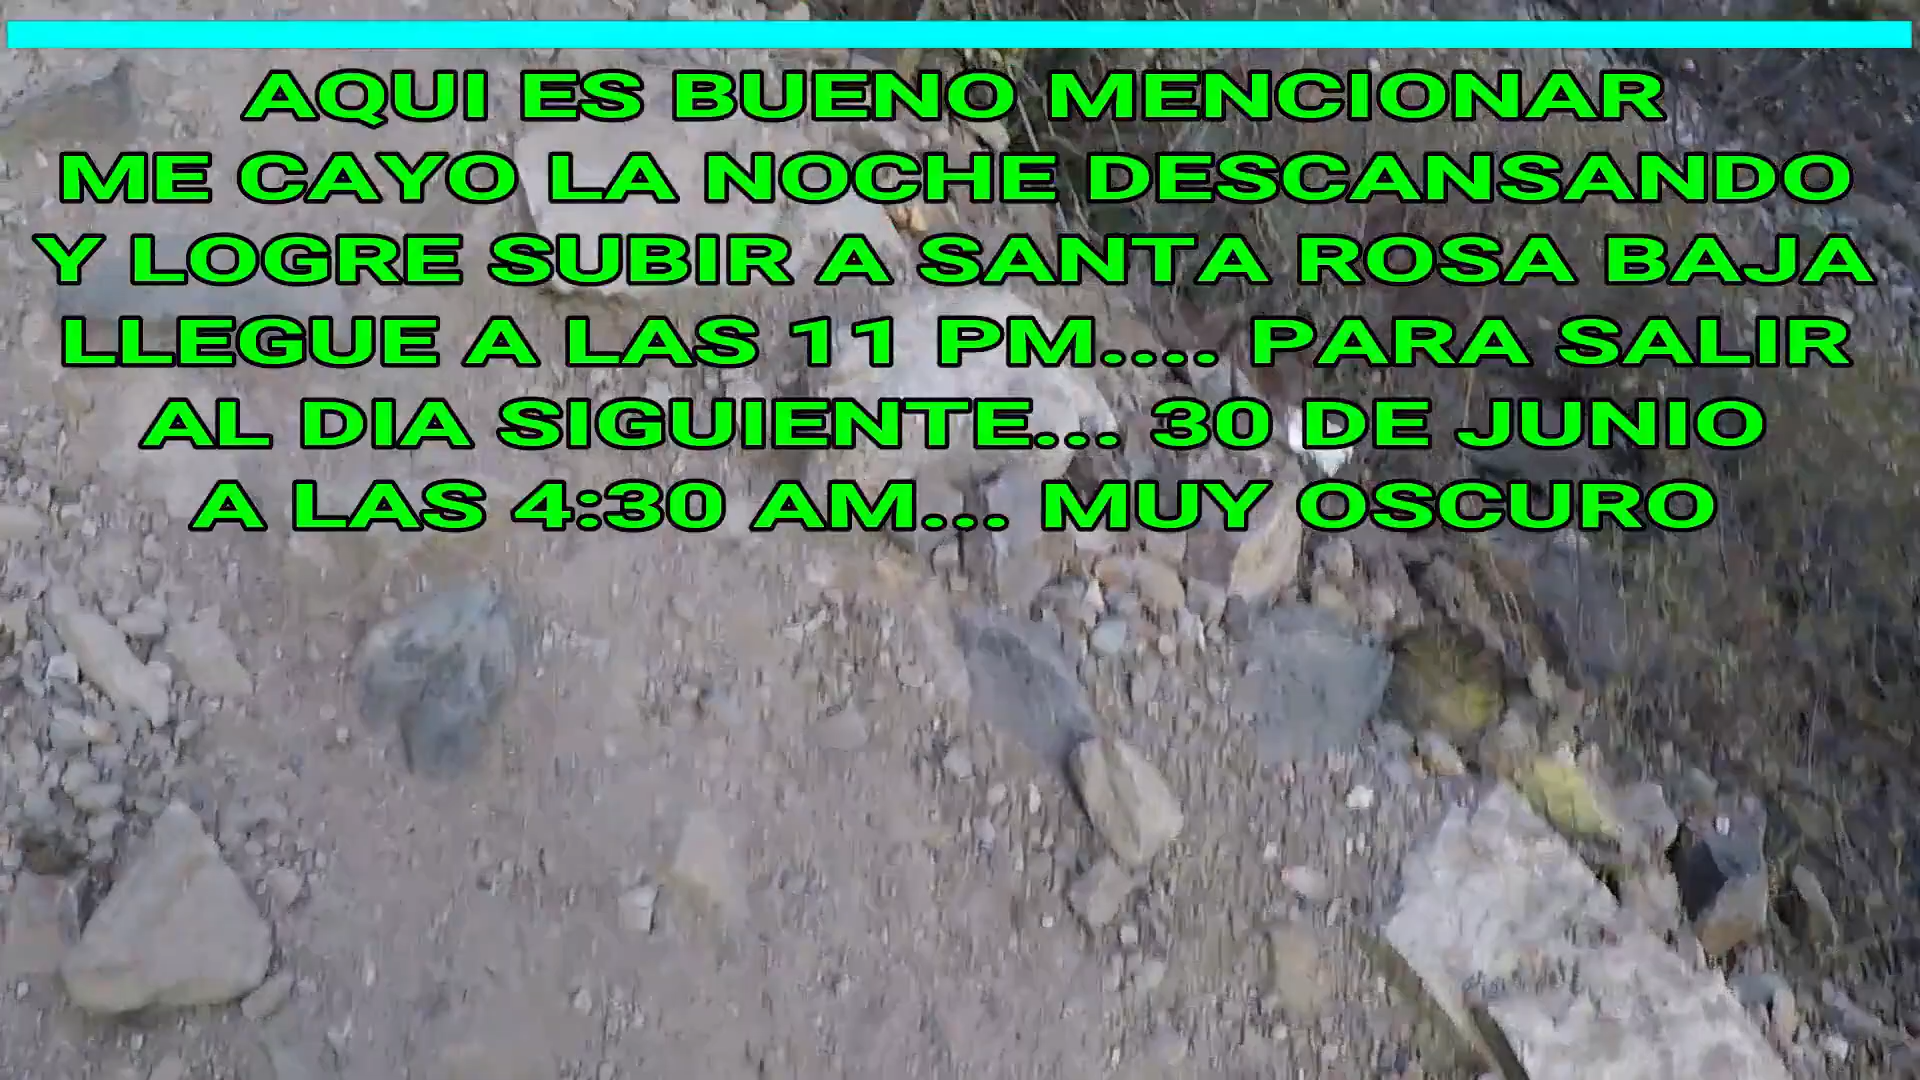 AQUI ES BUENO MENCIONAR
ME CAYO LA NOCHE DESCANSANDO
Y LOGRE SUBIR A SANTA ROSA BAJA
LLEGUE A LAS 11 PM.... PARA SALIR
AL DIA SIGUIENTE... 30 DE JUNIO
A LAS 4:30 AM... MUY OSCURO